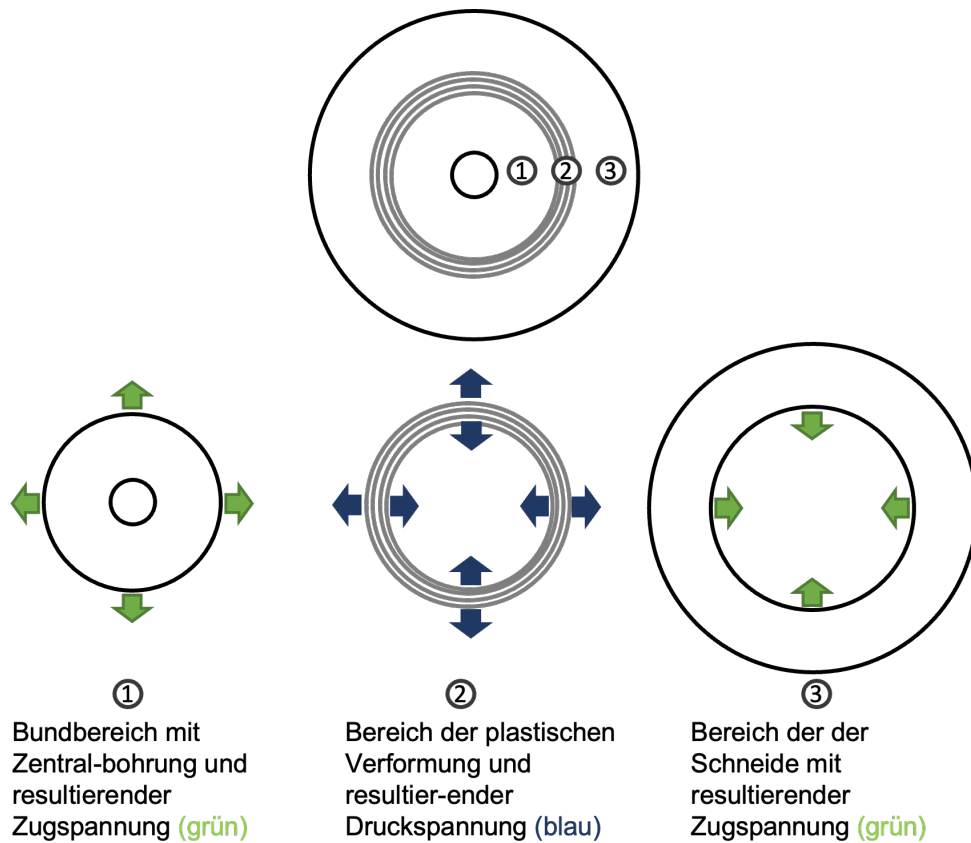 ① ② ③
①
Bundbereich mit
Zentral-bohrung und
resultierender
Zugspannung (grün)
②
Bereich der plastischen
Verformung und
resultier-ender
Druckspannung (blau)
③
Bereich der der
Schneide mit
resultierender
Zugspannung (grün)